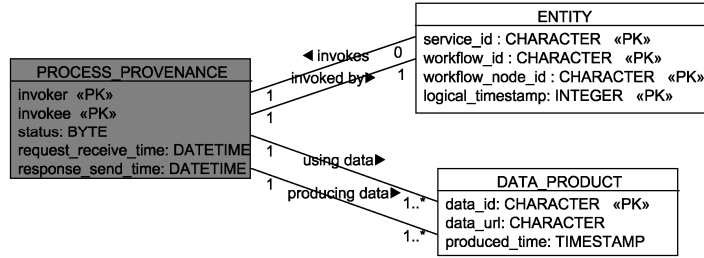 ENTITY
service_id : CHARACTER «PK»
workflow_id : CHARACTER «PK»
workflow_node_id : CHARACTER «PK»
logical_timestamp: INTEGER «PK»
◀ invokes
0
invoked by▶
1
1
1
PROCESS_PROVENANCE
invoker «PK»
invokee «PK»
status: BYTE
request_receive_time: DATETIME
response_send_time: DATETIME
1
using data▶
1..*
1
producing data▶
1..*
DATA_PRODUCT
data_id: CHARACTER «PK»
data_url: CHARACTER
produced_time: TIMESTAMP